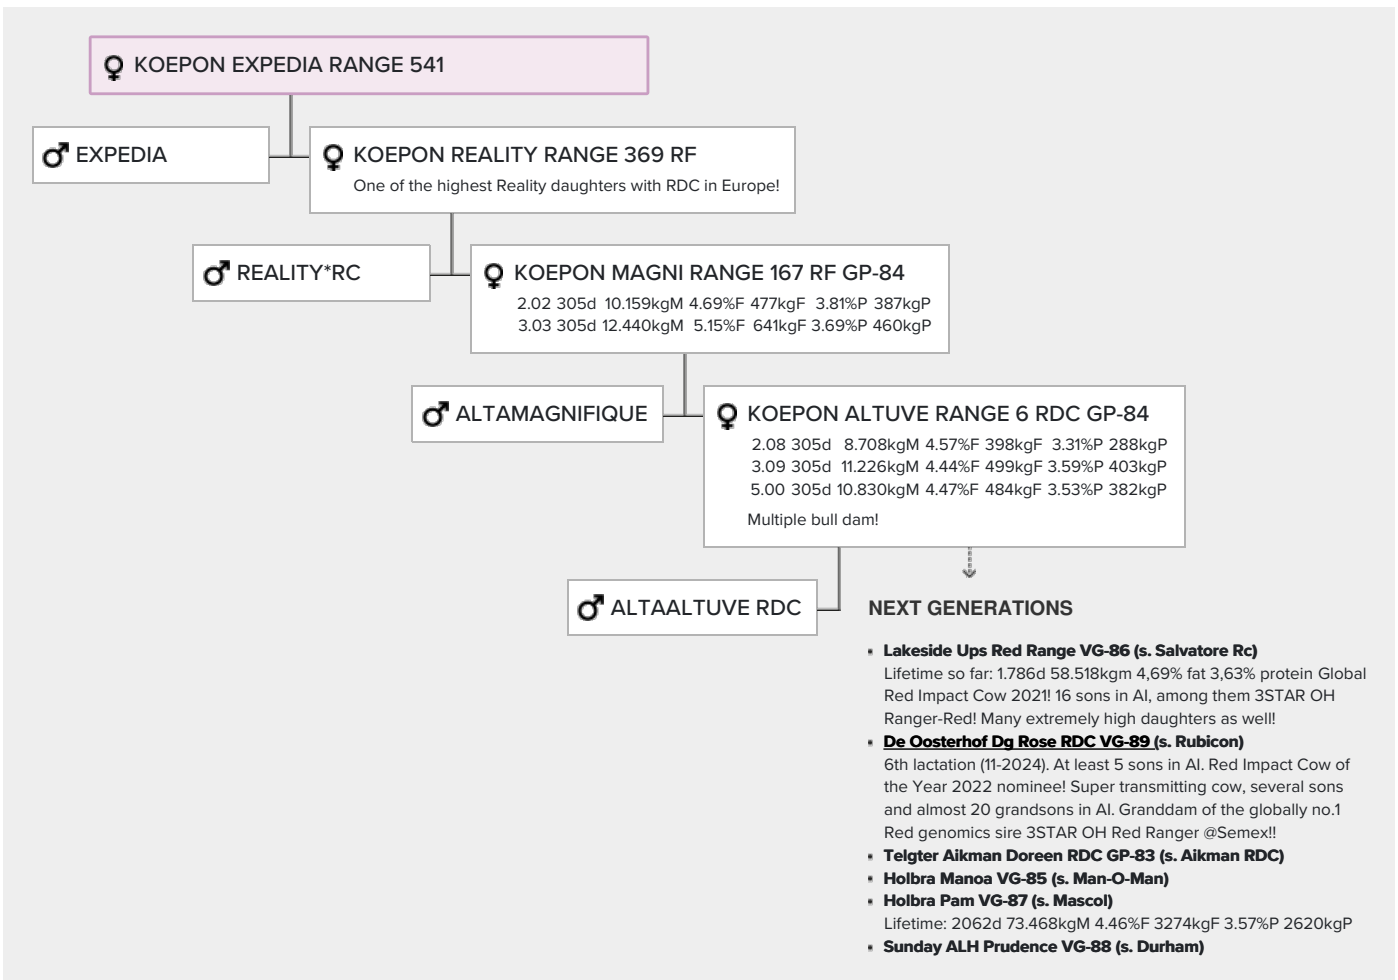 KOEPON EXPEDIA RANGE 541
EXPEDIA
KOEPON REALITY RANGE 369 RF
One of the highest Reality daughters with RDC in Europe!
REALITY*RC
KOEPON MAGNI RANGE 167 RF GP-84
2.02 305d 10.159kgM 4.69%F 477kgF 3.81%P 387kgP
3.03 305d 12.440kgM 5.15%F 641kgF 3.69%P 460kgP
ALTAMAGNIFIQUE
KOEPON ALTUVE RANGE 6 RDC GP-84
2.08 305d 8.708kgM 4.57%F 398kgF 3.31%P 288kgP
3.09 305d 11.226kgM 4.44%F 499kgF 3.59%P 403kgP
5.00 305d 10.830kgM 4.47%F 484kgF 3.53%P 382kgP
Multiple bull dam!
ALTAALTUVE RDC
NEXT GENERATIONS
Lakeside Ups Red Range VG-86 (s. Salvatore Rc)
Lifetime so far: 1.786d 58.518kgm 4,69% fat 3,63% protein Global
Red Impact Cow 2021! 16 sons in AI, among them 3STAR OH
Ranger-Red! Many extremely high daughters as well!
De Oosterhof Dg Rose RDC VG-89 (s. Rubicon)
6th lactation (11-2024). At least 5 sons in AI. Red Impact Cow of
the Year 2022 nominee! Super transmitting cow, several sons
and almost 20 grandsons in AI. Granddam of the globally no.1
Red genomics sire 3STAR OH Red Ranger @Semex!!
Telgter Aikman Doreen RDC GP-83 (s. Aikman RDC)
Holbra Manoa VG-85 (s. Man-O-Man)
Holbra Pam VG-87 (s. Mascol)
Lifetime: 2062d 73.468kgM 4.46%F 3274kgF 3.57%P 2620kgP
Sunday ALH Prudence VG-88 (s. Durham)